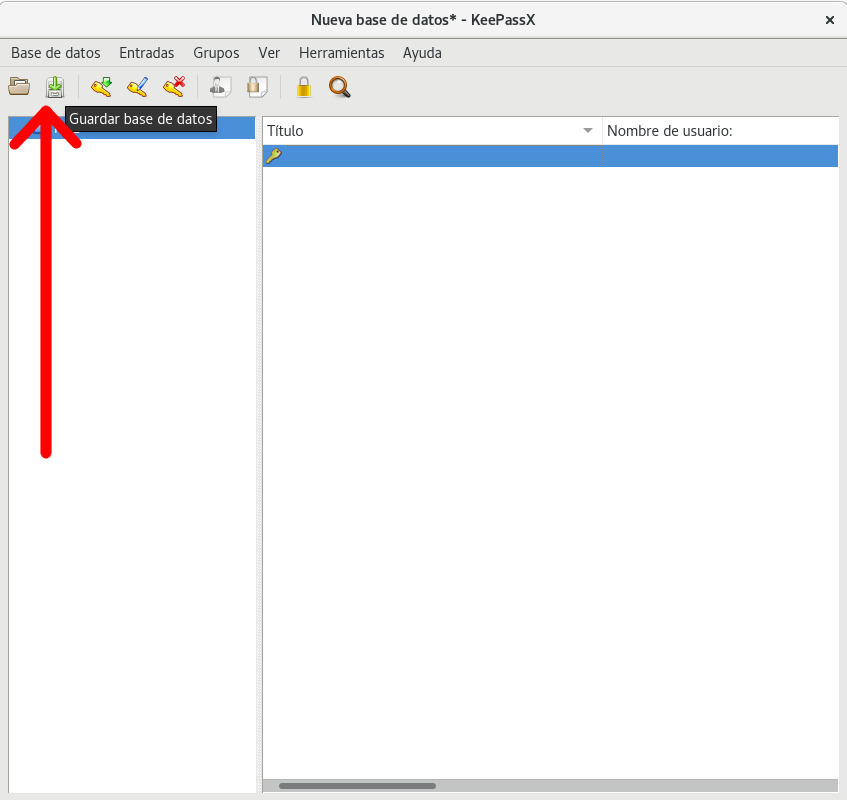 Nueva base de datos* - KeePassX
Base de datos Entradas Grupos Ver Herramientas Ayuda
Guardar base de datos
Título Nombre de usuario: